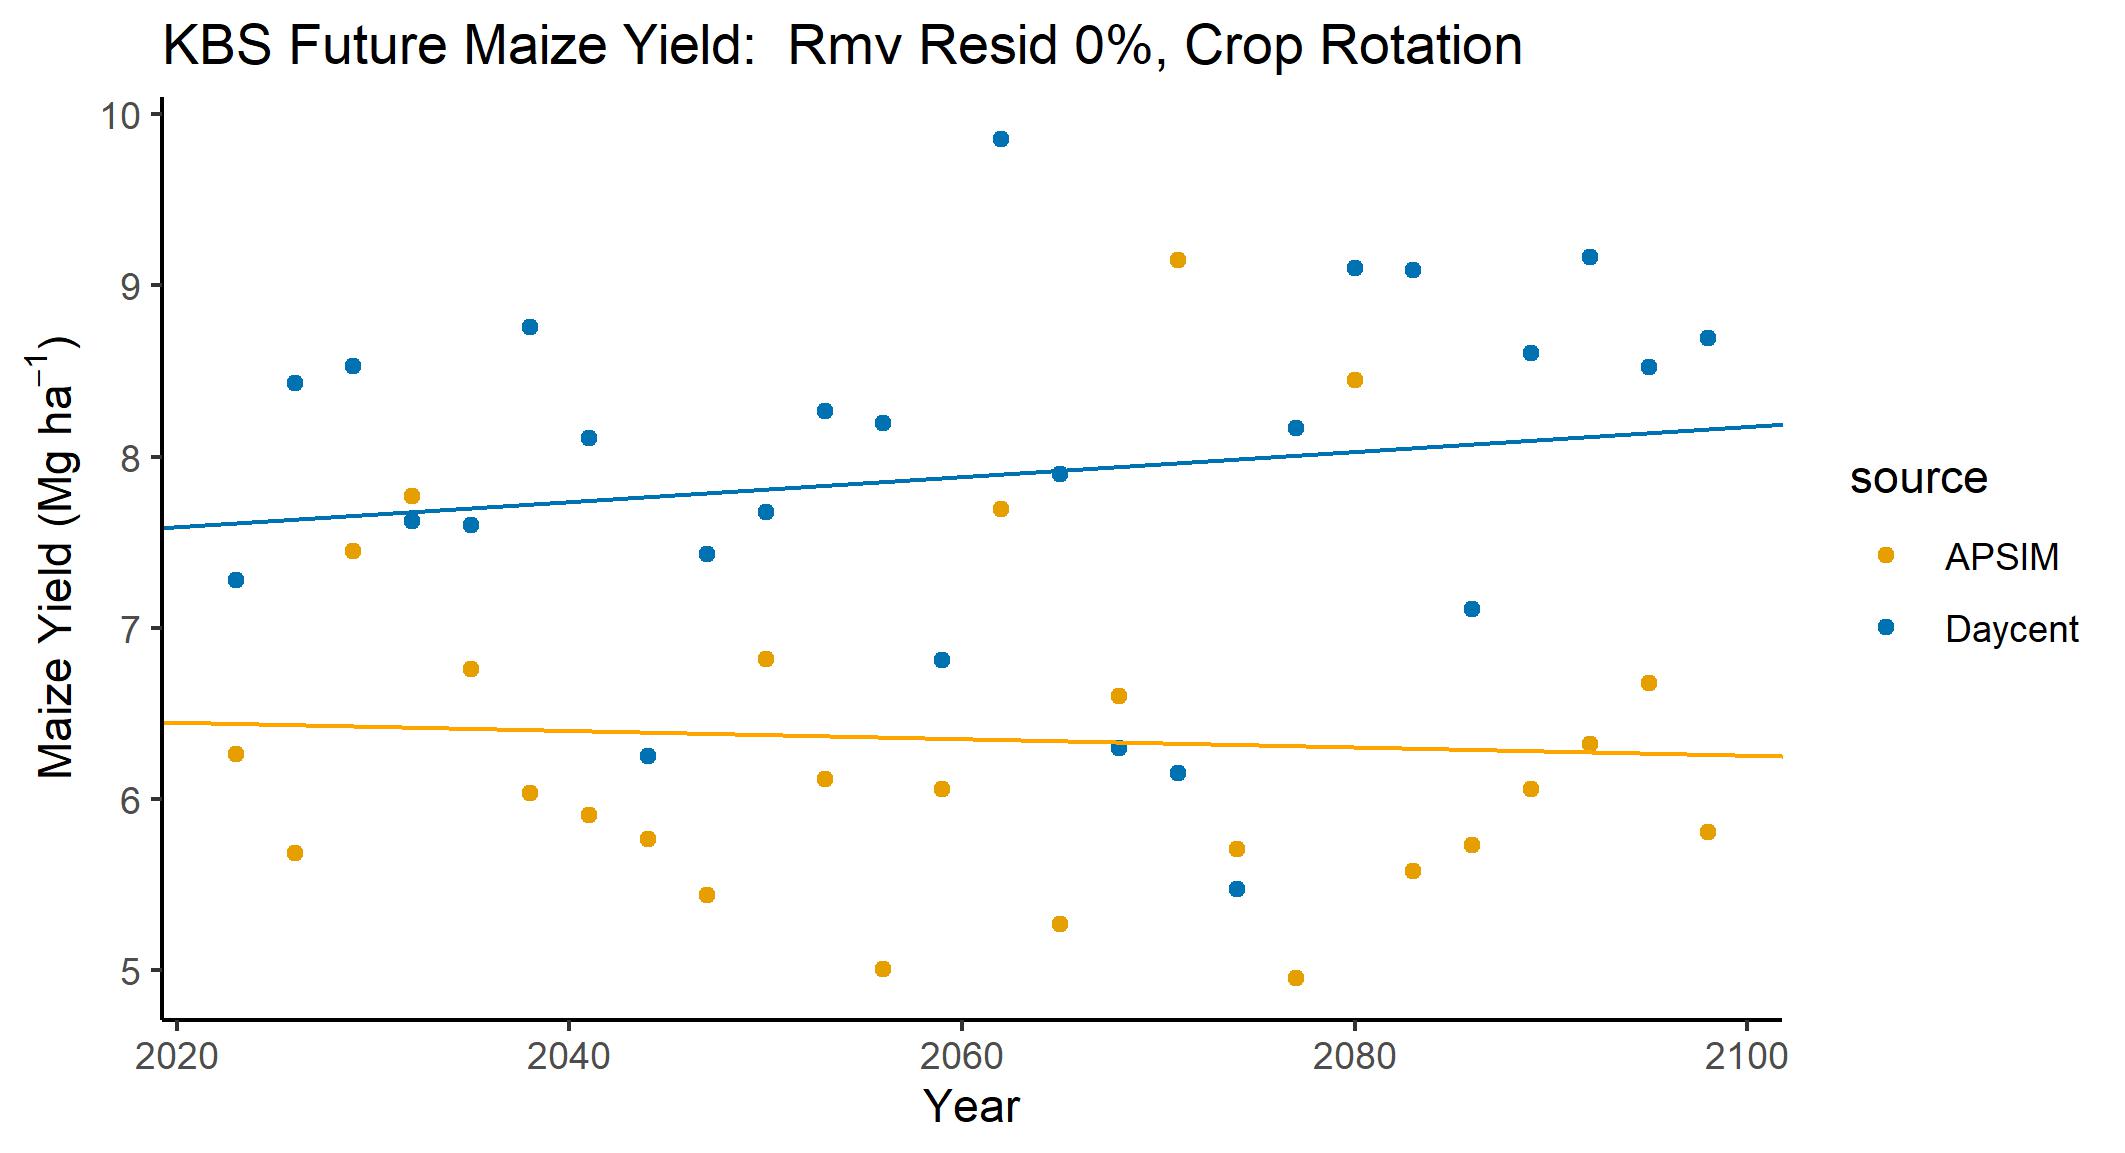 KBS Future Maize Yield:  Rmv Resid 0%, Crop Rotation
10
9
8
7
6
5
Maize Yield (Mg ha⁻¹)
2020 2040 2060 2080 2100
Year
source
APSIM
Daycent